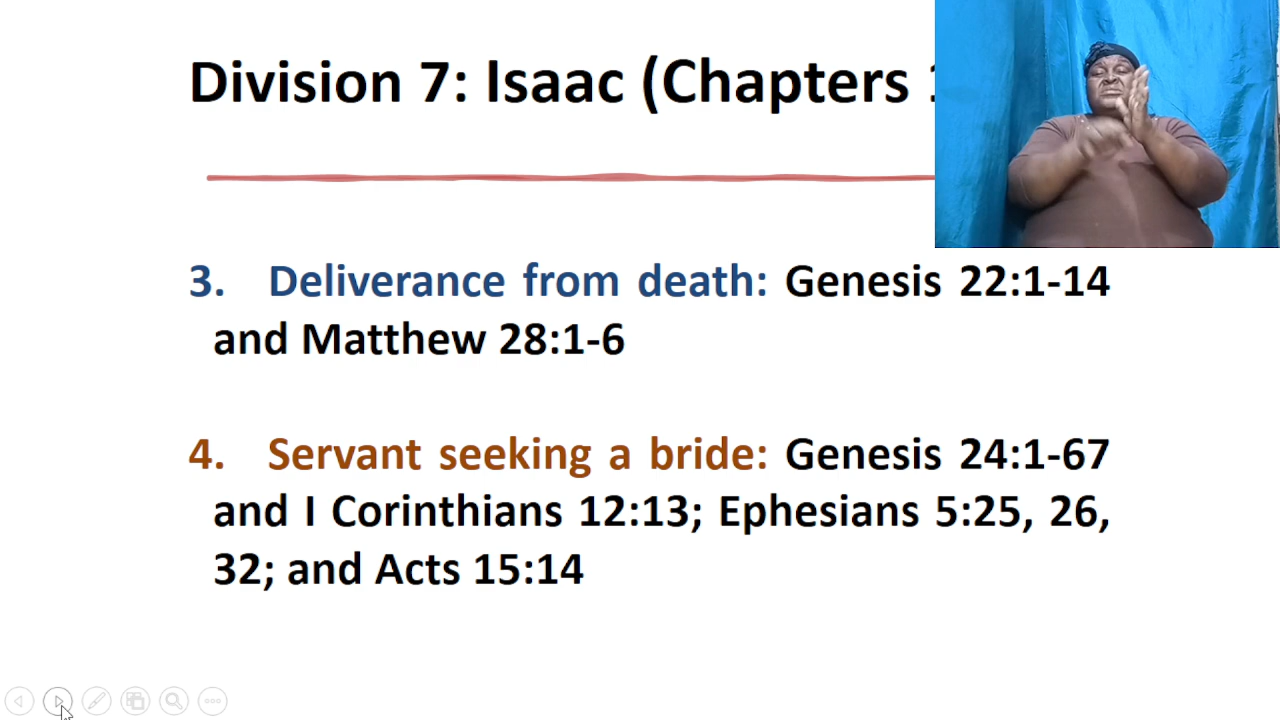 Division 7: Isaac (Chapters
3. Deliverance from death: Genesis 22:1-14
and Matthew 28:1-6
4. Servant seeking a bride: Genesis 24:1-67
and I Corinthians 12:13; Ephesians 5:25, 26,
32; and Acts 15:14